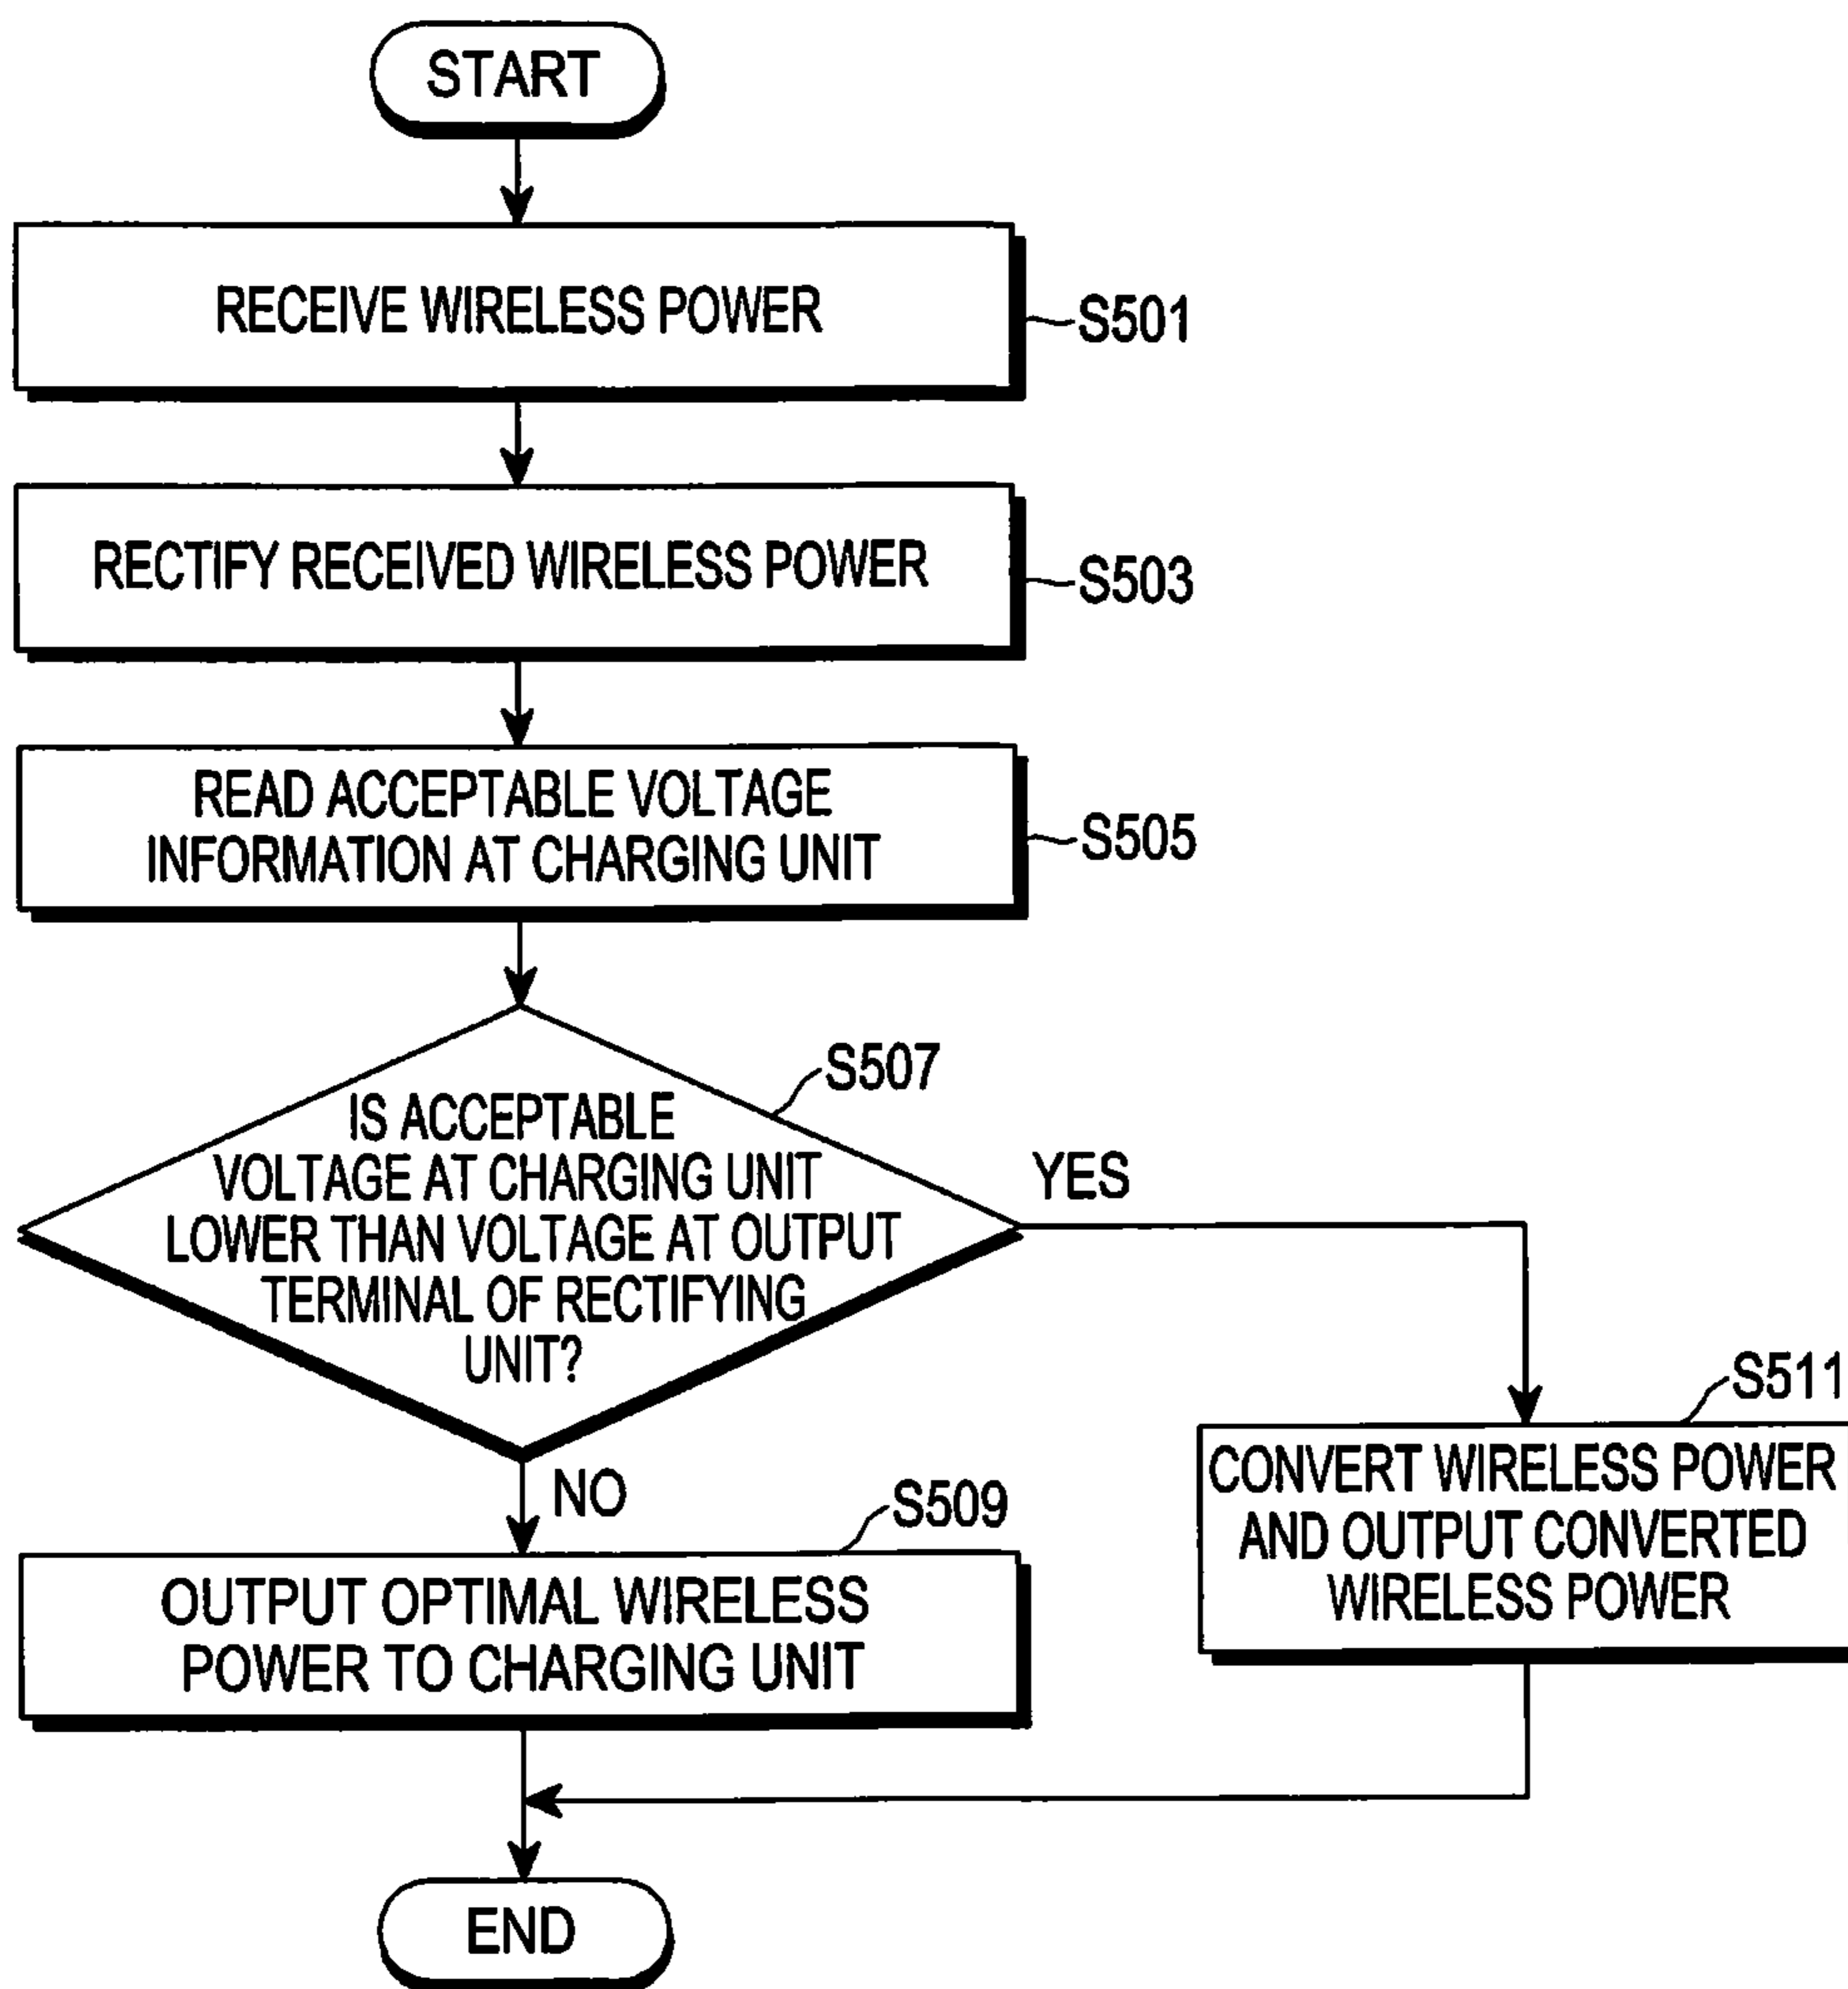 START
RECEIVE WIRELESS POWER
S501
RECTIFY RECEIVED WIRELESS POWER
S503
READ ACCEPTABLE VOLTAGE
INFORMATION AT CHARGING UNIT
S505
S507
IS ACCEPTABLE
VOLTAGE AT CHARGING UNIT
LOWER THAN VOLTAGE AT OUTPUT
TERMINAL OF RECTIFYING
UNIT?
YES
NO
S511
CONVERT WIRELESS POWER
AND OUTPUT CONVERTED
WIRELESS POWER
S509
OUTPUT OPTIMAL WIRELESS
POWER TO CHARGING UNIT
END